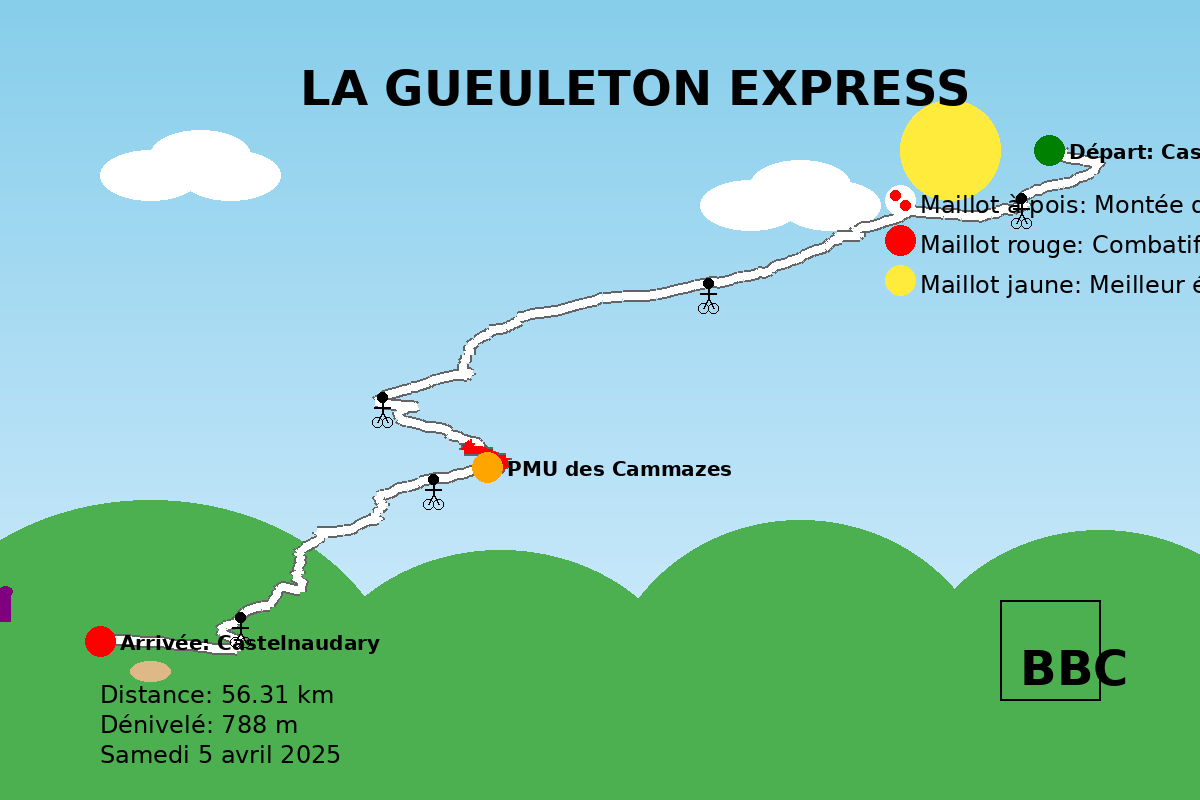 LA GUEULETON EXPRESS
Départ: Cas
Maillot à pois: Montée
Maillot rouge: Combatif
Maillot jaune: Meilleur
PMU des Cammazes
Arrivée: Castelnaudary
Distance: 56.31 km
Dénivelé: 788 m
Samedi 5 avril 2025
BBC